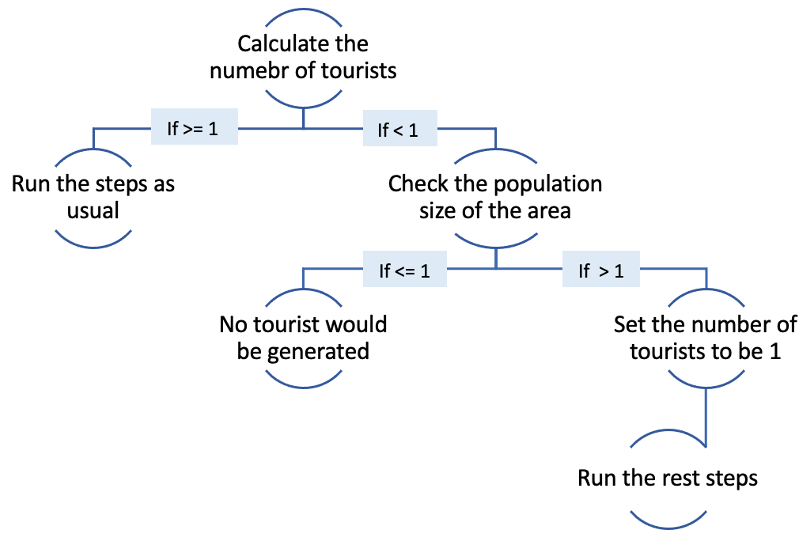 Calculate the
numebr of tourists
If >= 1
If < 1
Run the steps as
usual
Check the population
size of the area
If <= 1
If  > 1
No tourist would
be generated
Set the number of
tourists to be 1
Run the rest steps